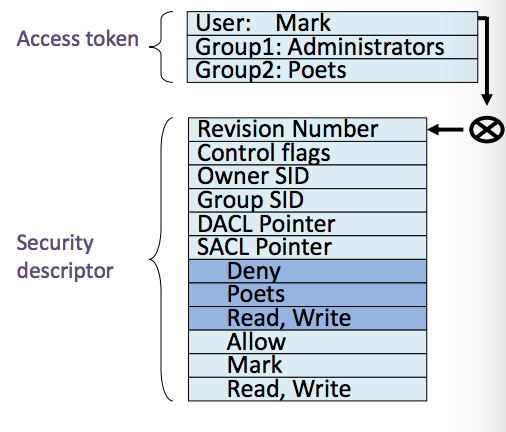 Access token
User: Mark
Group1: Administrators
Group2: Poets
Security
descriptor
Revision Number
Control flags
Owner SID
Group SID
DACL Pointer
SACL Pointer
Deny
Poets
Read, Write
Allow
Mark
Read, Write